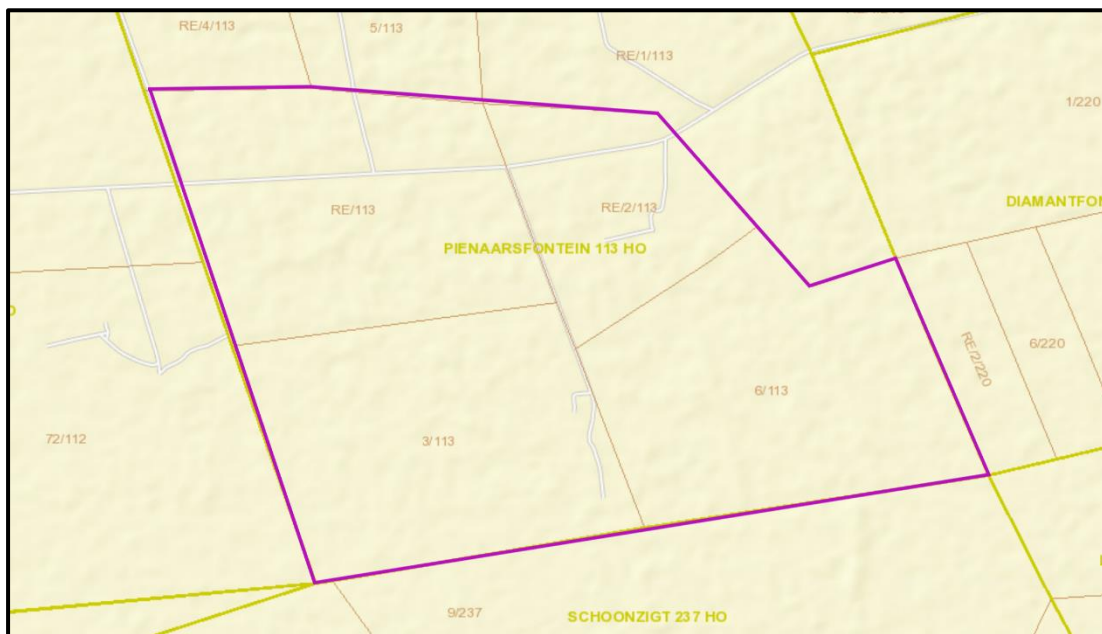 RE/4/113
5/113
RE/1/113
1/220
DIAMANTFON
RE/113
RE/2/113
PIENAARSFONTEIN 113 HO
RE/2/220
6/220
6/113
3/113
72/112
9/237
SCHOONZIGT 237 HO